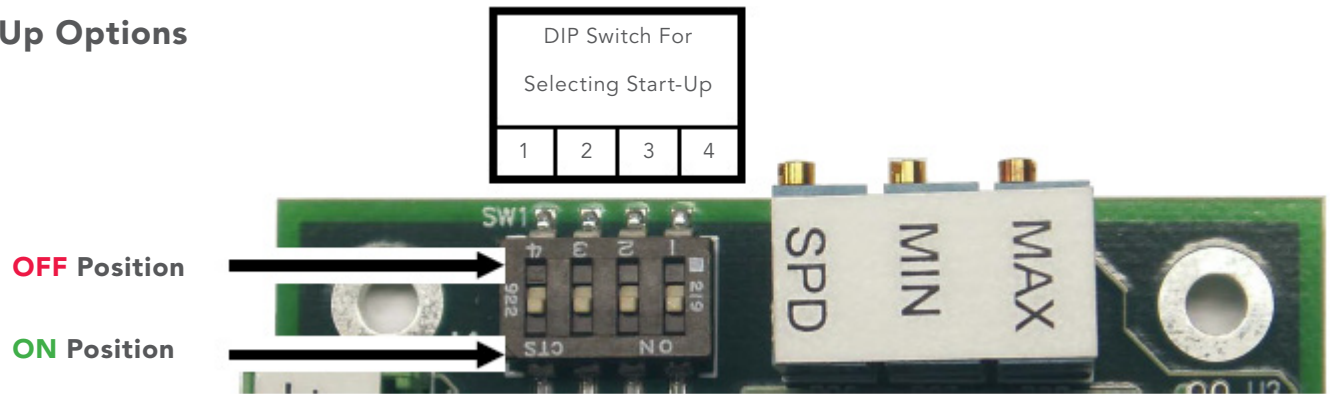 Up Options
DIP Switch For
Selecting Start-Up
1 2 3 4
SW1
4 3 2 1
OFF Position
922
219
SPD
MIN
MAX
ON Position
CTS
ON